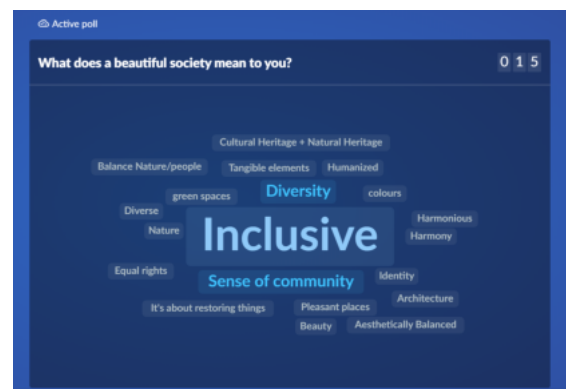 Active poll
What does a beautiful society mean to you?
0 1 5
Cultural Heritage + Natural Heritage
Balance Nature/people
Tangible elements
Humanized
green spaces
Diversity
colours
Diverse
Nature
Inclusive
Harmonious
Harmony
Equal rights
Sense of community
Identity
It's about restoring things
Pleasant places
Architecture
Beauty
Aesthetically Balanced